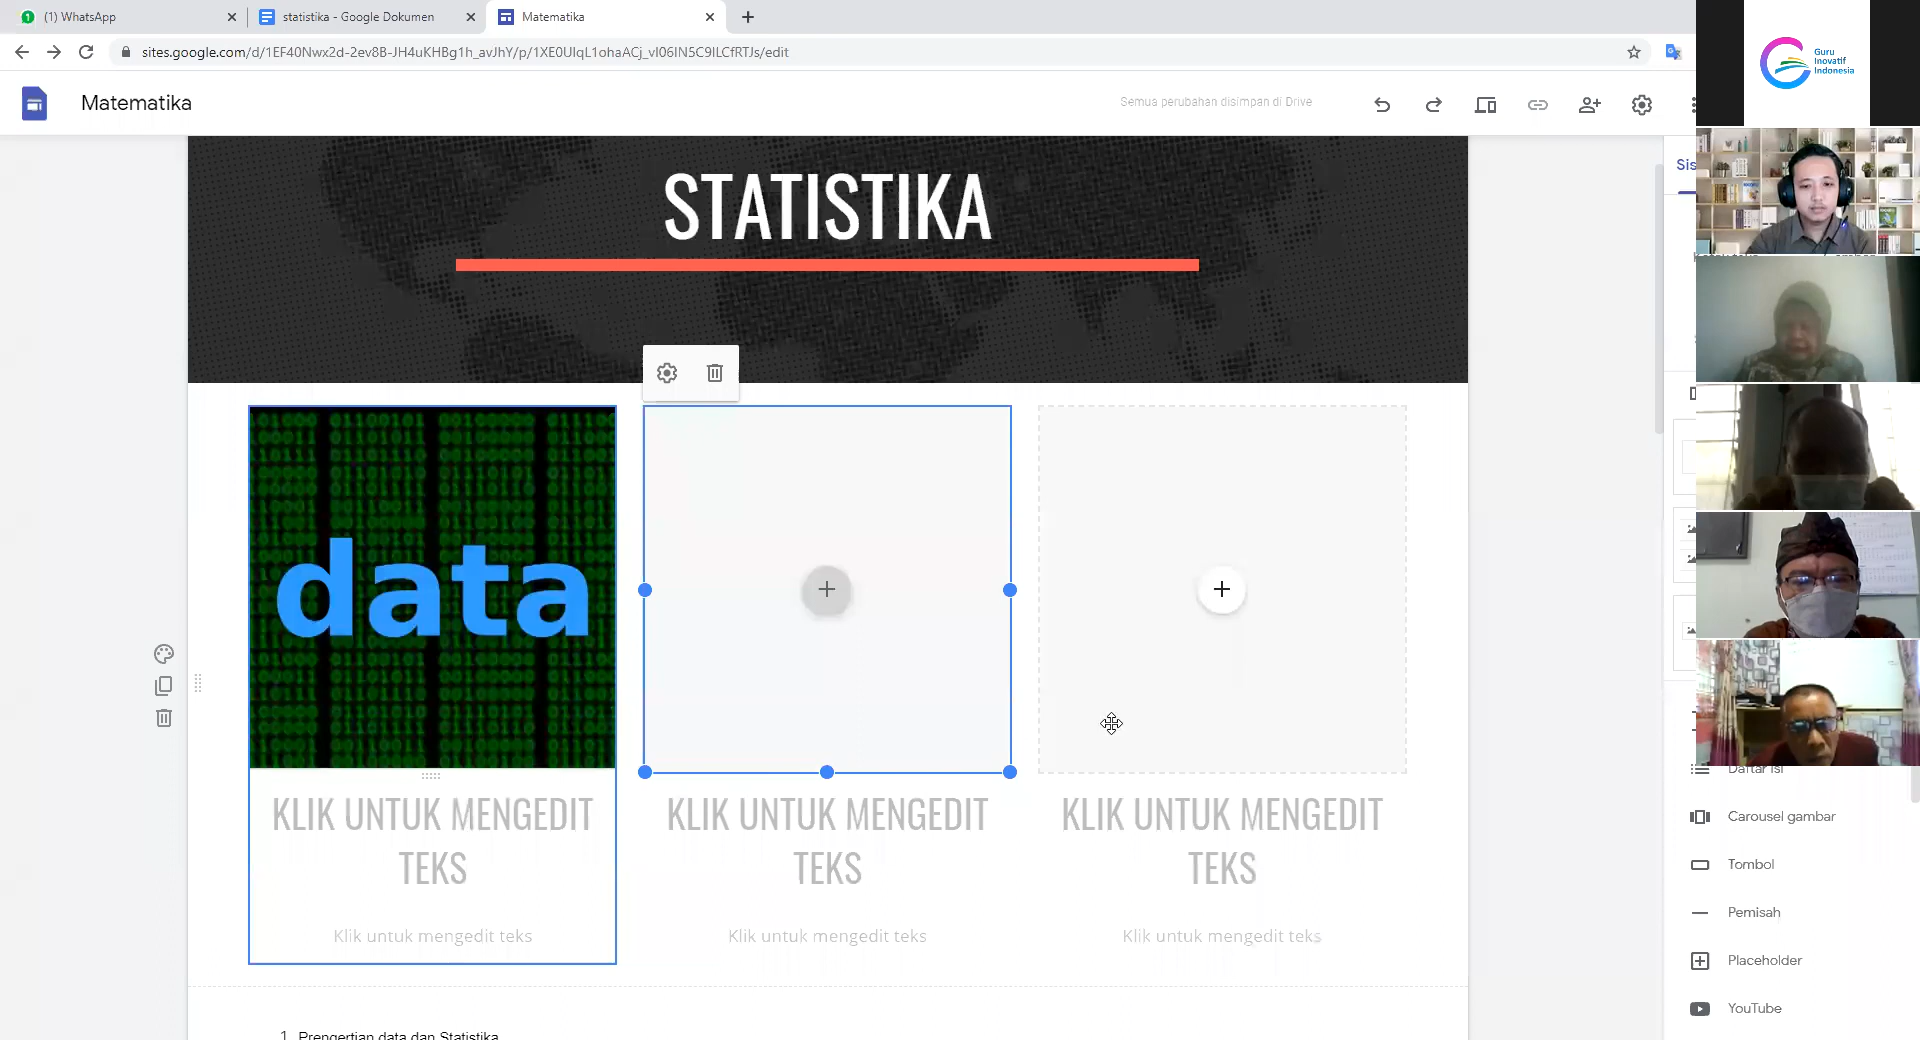 (1) WhatsApp
statistika - Google Dokumen
Matematika
sites.google.com/d/1EF40Nwx2d-2ev8B-JH4uKHBg1h_avJhY/p/1XE0UIqL1ohaACj_vI06IN5C9ILCfRTJs/edit
Matematika
Semua perubahan disimpan di Drive
Guru
Inovatif
Indonesia
Sis
STATISTIKA
data
KLIK UNTUK MENGEDIT
TEKS
Klik untuk mengedit teks
KLIK UNTUK MENGEDIT
TEKS
Klik untuk mengedit teks
KLIK UNTUK MENGEDIT
TEKS
Klik untuk mengedit teks
1. Pengertian data dan Statistika
Daftar isi
Carousel gambar
Tombol
Pemisah
Placeholder
YouTube